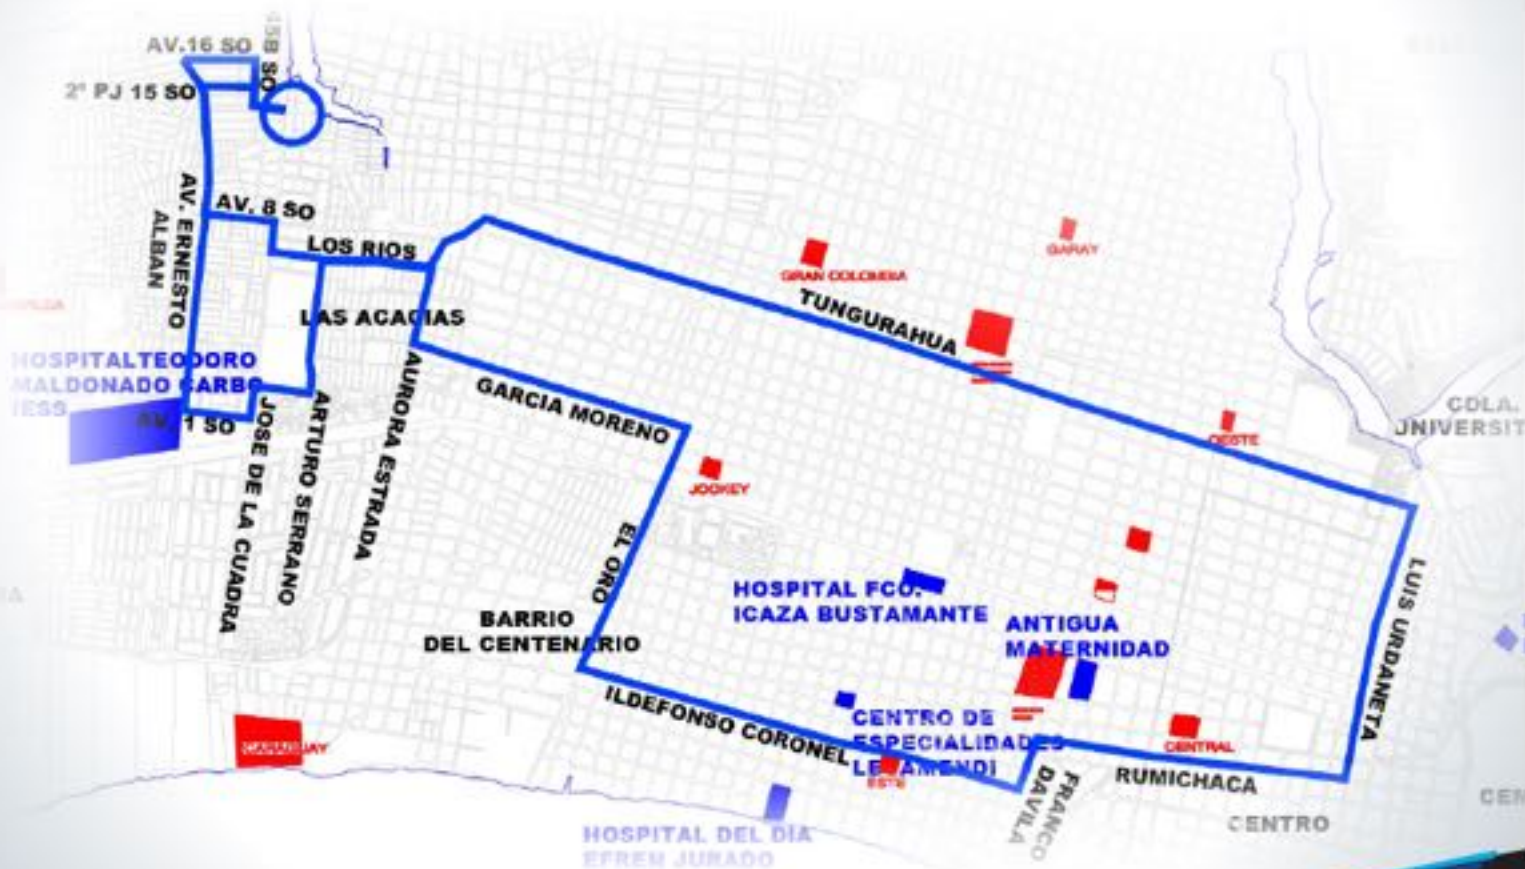 AV.16 SO
2° PJ 15 SO
AV. 8 SO
LOS RIOS
AV. ERNESTO
ALBAN
LAS ACACIAS
GRAN COLOMBIA
GARAY
TUNGURAHUA
HOSPITALTEODORO
MALDONADO CARBO
IESS
AV. 1 SO
JOSE DE LA CUADRA
ARTURO SERRANO
AURORA ESTRADA
GARCIA MORENO
JOCKEY
OESTE
CDLA.
EL ORO
BARRIO
DEL CENTENARIO
HOSPITAL FCO.
ICAZA BUSTAMANTE
ANTIGUA
MATERNIDAD
LUIS URDANETA
ILDEFONSO CORONEL
CENTRO DE
ESPECIALIDADES
LETAMENDI
ESTE
CENTRAL
RUMICHACA
FRANCO
DAVILA
CENTRO
CARAGUAY
HOSPITAL DEL DIA
EFREN JURADO